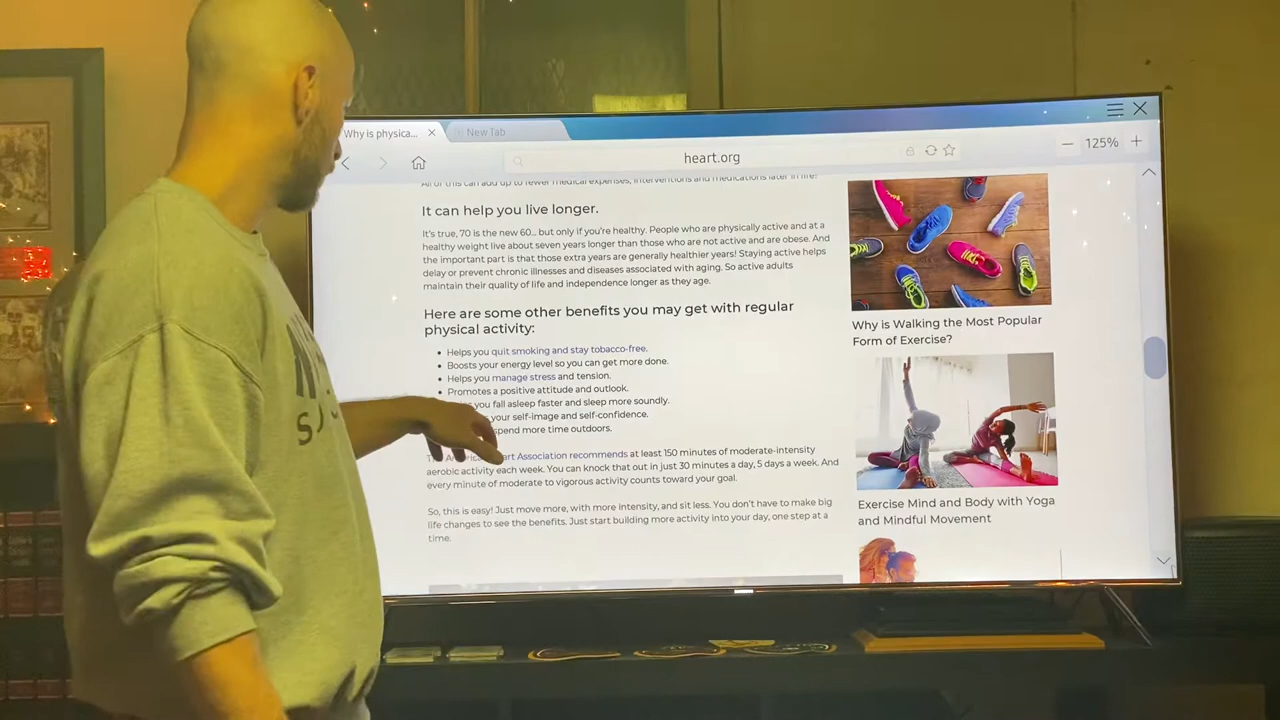 Why is physica...
New Tab
heart.org
125%
All of this can add up to fewer medical expenses, interventions and medications later in life!
It can help you live longer.
It's true, 70 is the new 60... but only if you're healthy. People who are physically active and at a
healthy weight live about seven years longer than those who are not active and are obese. And
the important part is that those extra years are generally healthier years! Staying active helps
delay or prevent chronic illnesses and diseases associated with aging. So active adults
maintain their quality of life and independence longer as they age.
Here are some other benefits you may get with regular
physical activity:
• Helps you quit smoking and stay tobacco-free.
• Boosts your energy level so you can get more done.
• Helps you manage stress and tension.
• Promotes a positive attitude and outlook.
you fall asleep faster and sleep more soundly.
your self-image and self-confidence.
spend more time outdoors.
Association recommends at least 150 minutes of moderate-intensity
aerobic activity each week. You can knock that out in just 30 minutes a day, 5 days a week. And
every minute of moderate to vigorous activity counts toward your goal.
So, this is easy! Just move more, with more intensity, and sit less. You don't have to make big
life changes to see the benefits. Just start building more activity into your day, one step at a
time.
Why is Walking the Most Popular
Form of Exercise?
Exercise Mind and Body with Yoga
and Mindful Movement